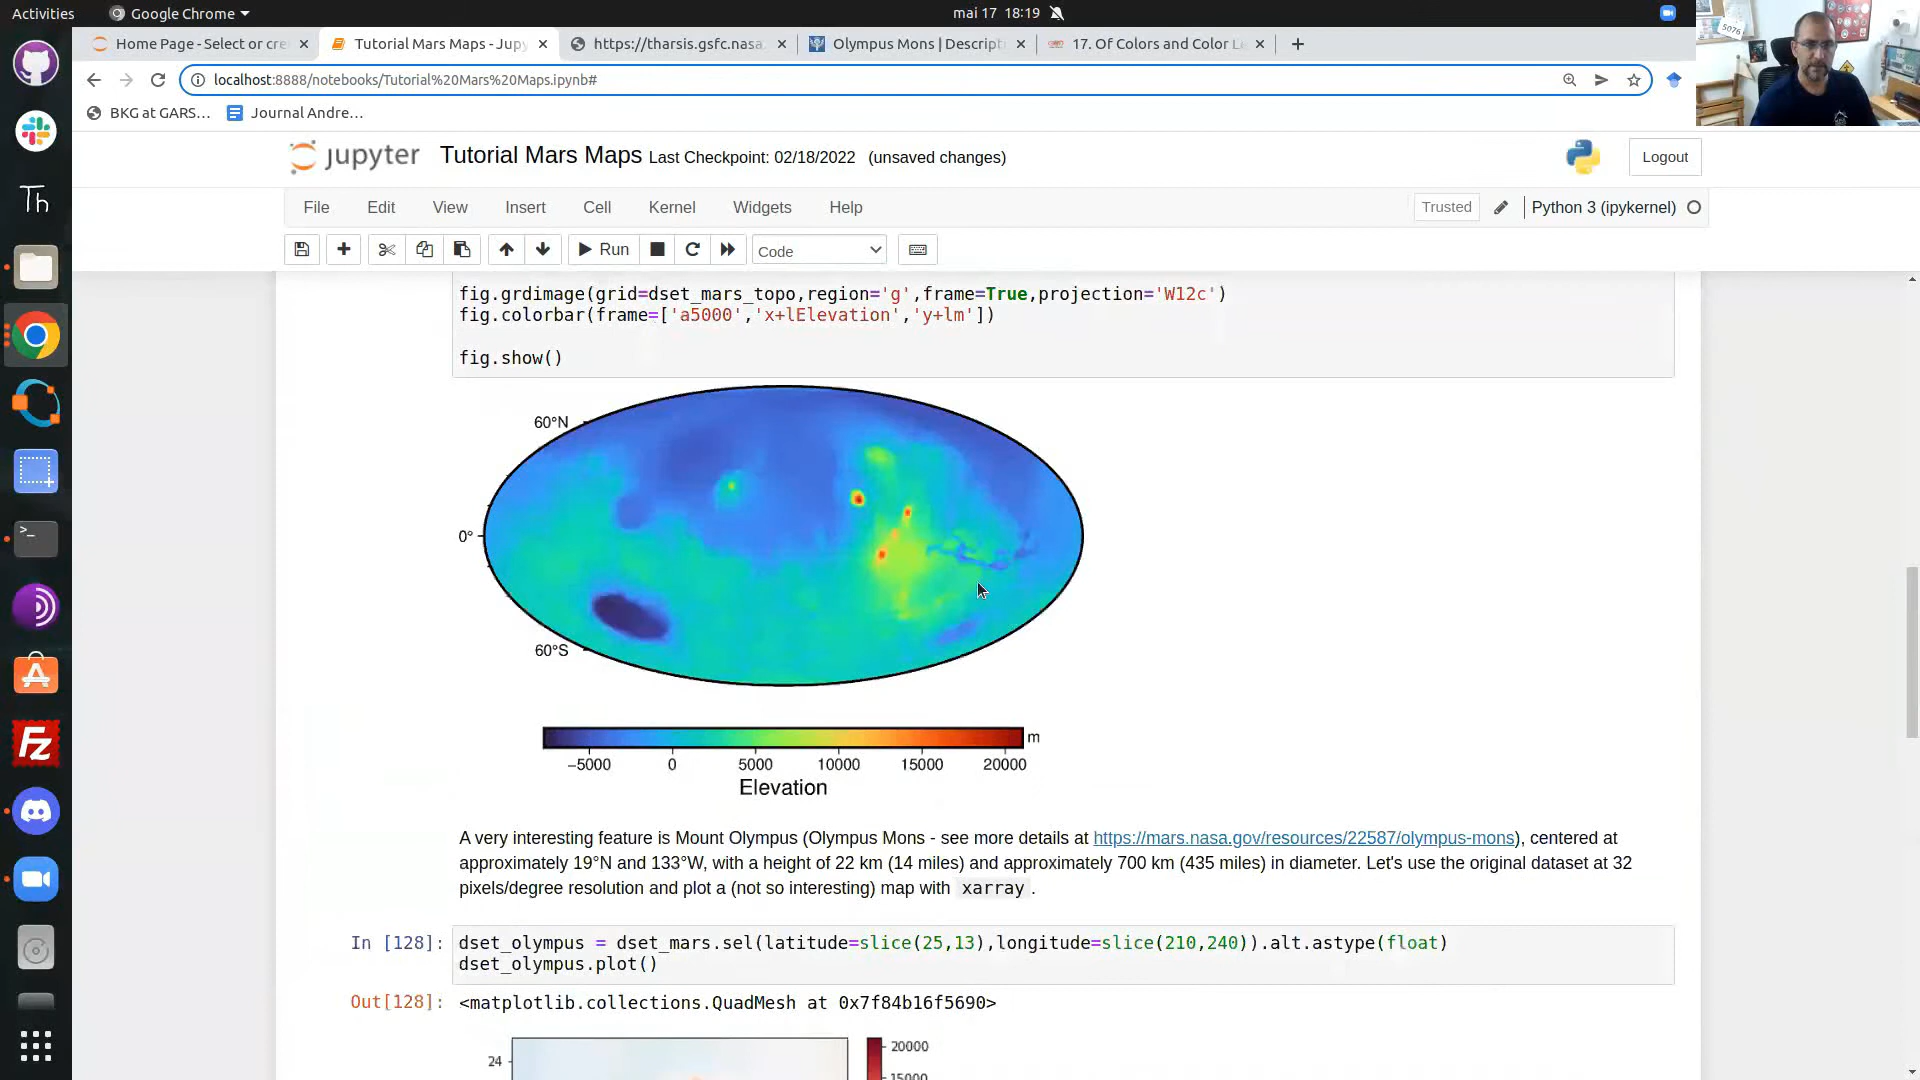 Activities Google Chrome mai 17 18:19
Home Page - Select or cre Tutorial Mars Maps - Jupy https://tharsis.gsfc.nasa. Olympus Mons | Descript 17. Of Colors and Color Le
localhost:8888/notebooks/Tutorial%20Mars%20Maps.ipynb#
BKG at GARS... Journal Andre...
jupyter Tutorial Mars Maps Last Checkpoint: 02/18/2022 (unsaved changes) Logout
File Edit View Insert Cell Kernel Widgets Help Trusted Python 3 (ipykernel)
Run Code
fig.grdimage(grid=dset_mars_topo,region='g',frame=True,projection='W12c')
fig.colorbar(frame=['a5000','x+lElevation','y+lm'])
fig.show()
60°N
0°
60°S
m
−5000 0 5000 10000 15000 20000
Elevation
A very interesting feature is Mount Olympus (Olympus Mons - see more details at https://mars.nasa.gov/resources/22587/olympus-mons), centered at
approximately 19°N and 133°W, with a height of 22 km (14 miles) and approximately 700 km (435 miles) in diameter. Let's use the original dataset at 32
pixels/degree resolution and plot a (not so interesting) map with xarray.
In [128]: dset_olympus = dset_mars.sel(latitude=slice(25,13),longitude=slice(210,240)).alt.astype(float)
dset_olympus.plot()
Out[128]: <matplotlib.collections.QuadMesh at 0x7f84b16f5690>
24 20000
15000
Th
Fz
5076